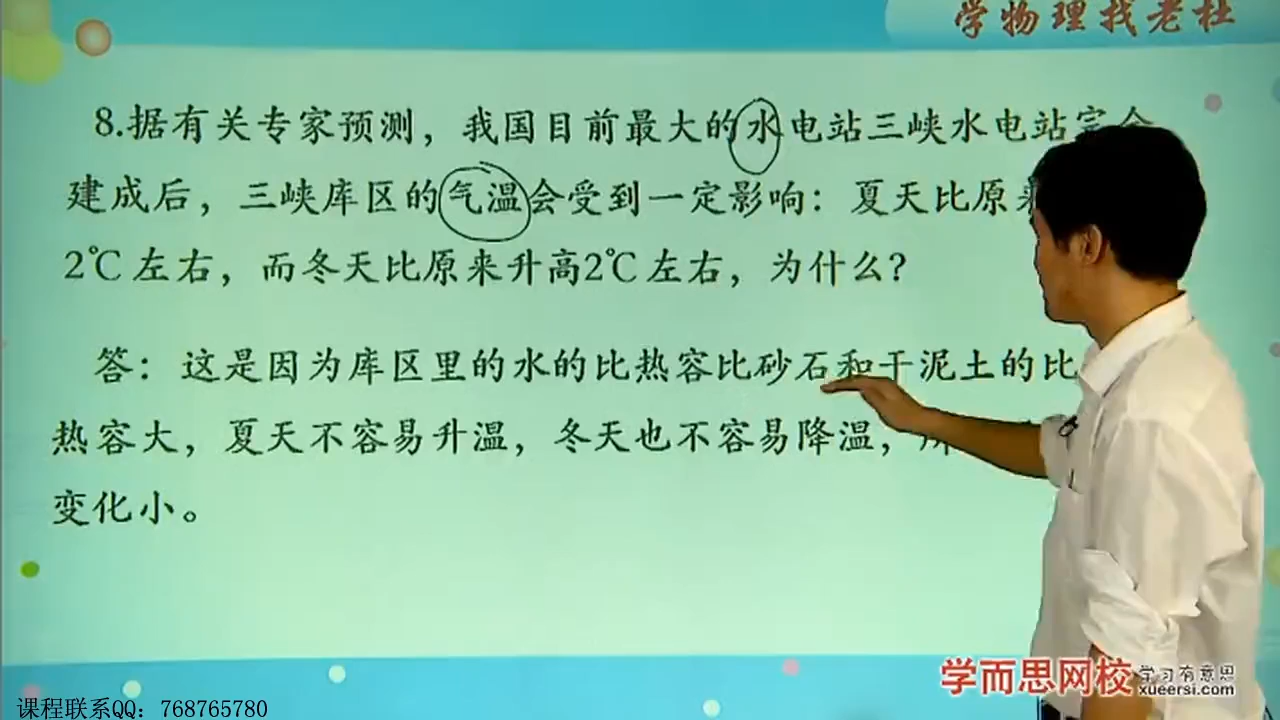 学物理找老杜
8.据有关专家预测，我国目前最大的水电站三峡水电站完全
建成后，三峡库区的气温会受到一定影响：夏天比原来
2℃左右，而冬天比原来升高2℃左右，为什么？
答：这是因为库区里的水的比热容比砂石和干泥土的比
热容大，夏天不容易升温，冬天也不容易降温，
变化小。
学而思网校
学习有意思
xueersi.com
课程联系QQ：768765780